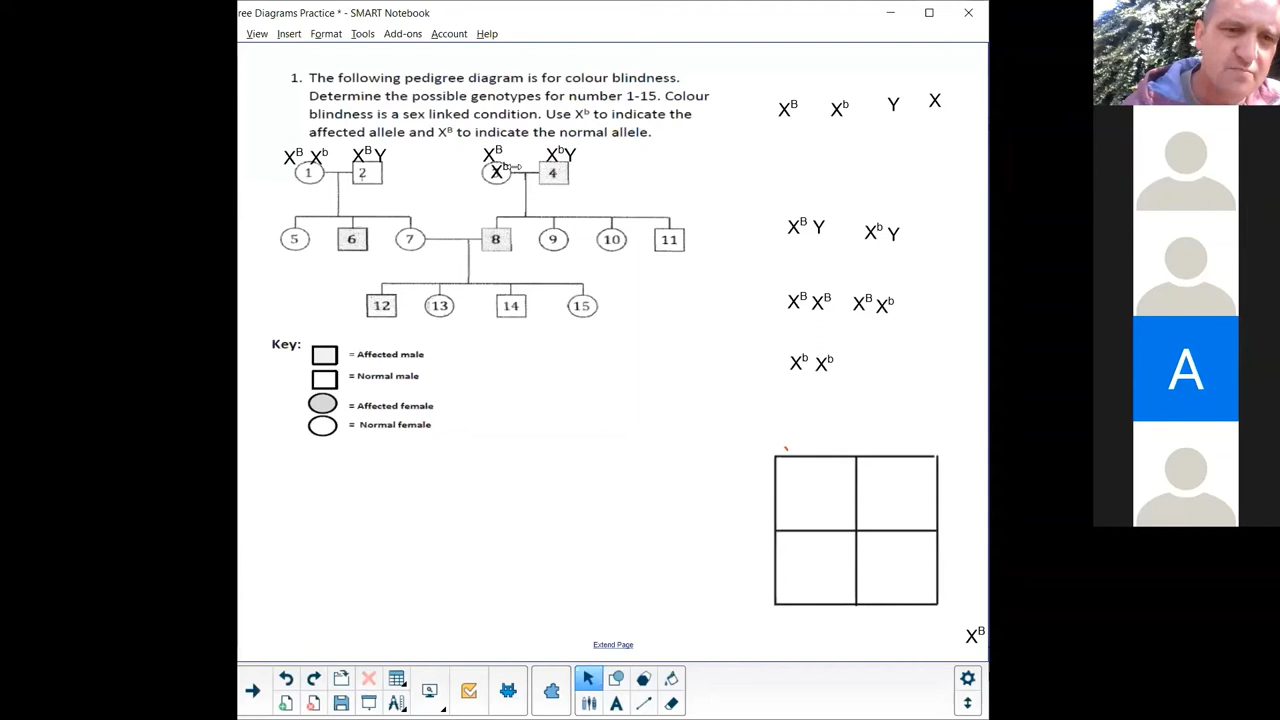 ree Diagrams Practice * - SMART Notebook
View Insert Format Tools Add-ons Account Help
1. The following pedigree diagram is for colour blindness.
Determine the possible genotypes for number 1-15. Colour
blindness is a sex linked condition. Use Xᵇ to indicate the
affected allele and Xᴮ to indicate the normal allele.
Xᴮ Xᵇ Y X
Xᴮ Xᵇ XᴮY Xᴮ XᵇY
1 2 Xᵇ 4
Xᴮ Y Xᵇ Y
5 6 7 8 9 10 11
Xᴮ Xᴮ Xᴮ Xᵇ
12 13 14 15
Key:
= Affected male
Xᵇ Xᵇ
= Normal male
= Affected female
= Normal female
Xᴮ
Extend Page
A
A